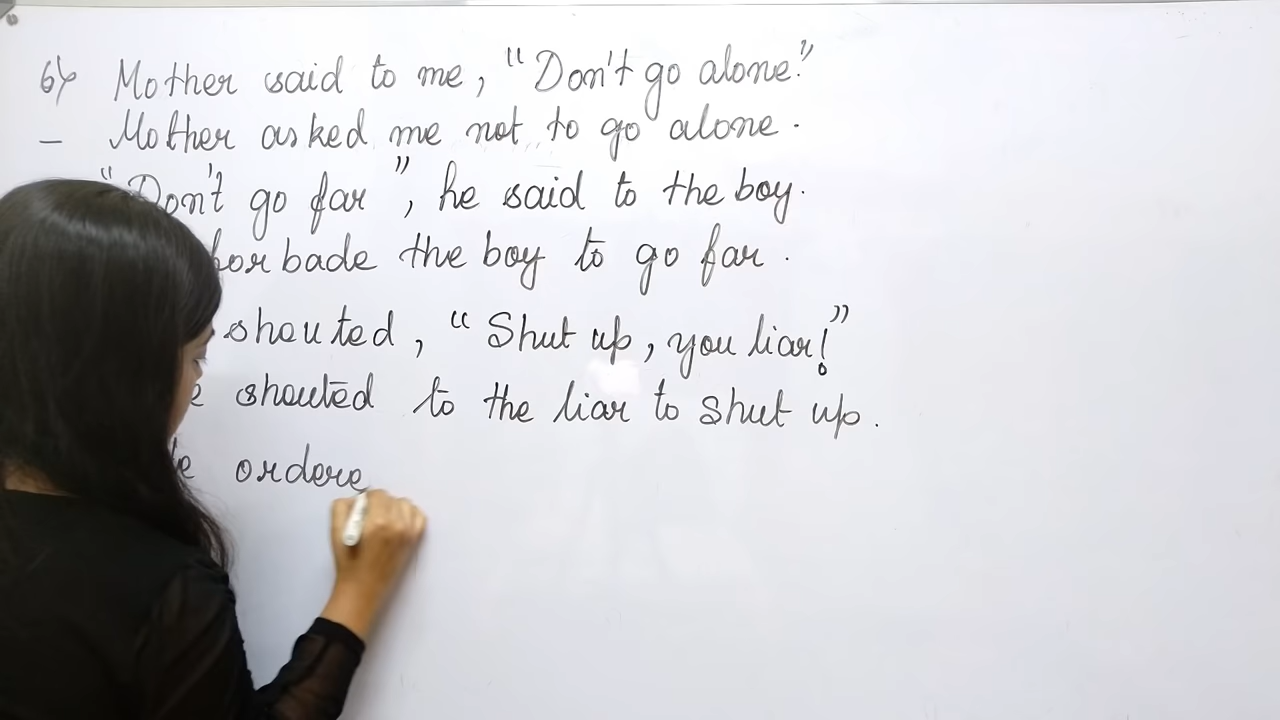 6) Mother said to me, "Don't go alone."
– Mother asked me not to go alone.
"Don't go far", he said to the boy.
forbade the boy to go far.
shouted, "Shut up, you liar!"
shouted to the liar to shut up.
ordere